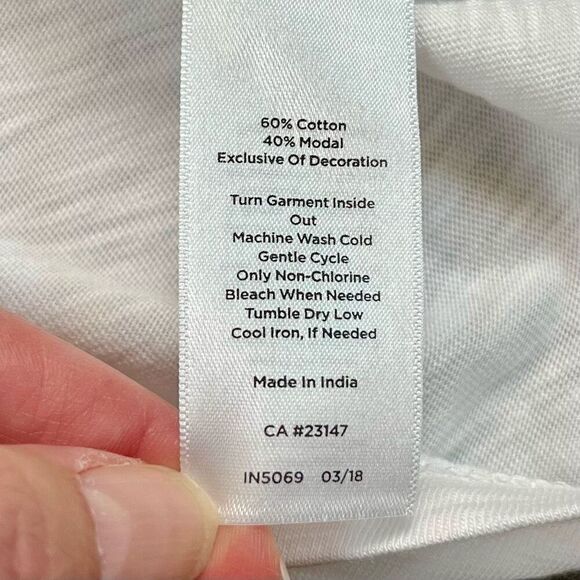 60% Cotton
40% Modal
Exclusive Of Decoration
Turn Garment Inside
Out
Machine Wash Cold
Gentle Cycle
Only Non-Chlorine
Bleach When Needed
Tumble Dry Low
Cool Iron, If Needed
Made In India
CA #23147
IN5069 03/18